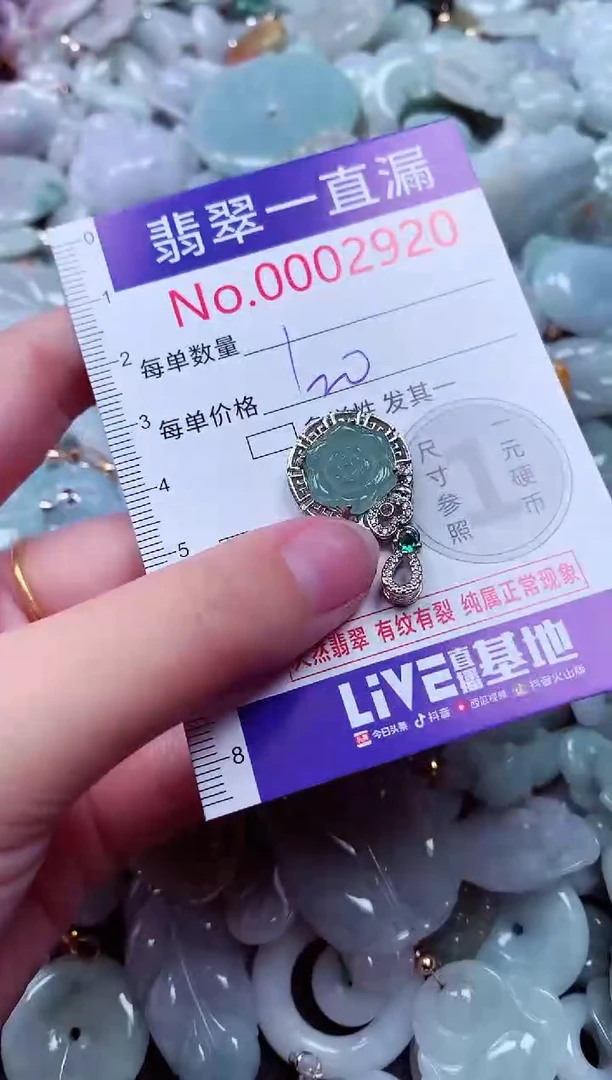 翡翠一直漏
No.0002920
0
1
2
3
4
5
8
每单数量
1
每单价格
20
发其一
尺寸参照
1
一元硬币
天然翡翠 有纹有裂 纯属正常现象
LiVE直播基地
头条 今日头条 抖音 西瓜视频 抖音火山版